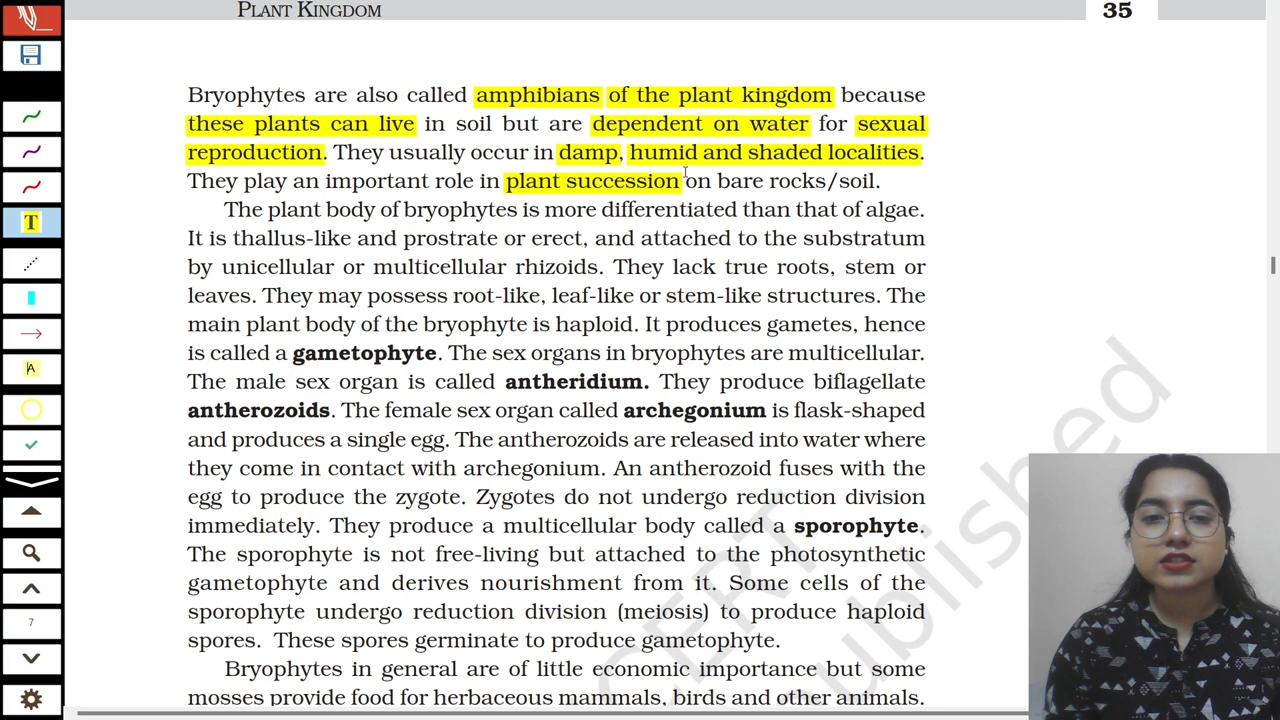 PLANT KINGDOM
35
Bryophytes are also called amphibians of the plant kingdom because
these plants can live in soil but are dependent on water for sexual
reproduction. They usually occur in damp, humid and shaded localities.
They play an important role in plant succession on bare rocks/soil.
The plant body of bryophytes is more differentiated than that of algae.
It is thallus-like and prostrate or erect, and attached to the substratum
by unicellular or multicellular rhizoids. They lack true roots, stem or
leaves. They may possess root-like, leaf-like or stem-like structures. The
main plant body of the bryophyte is haploid. It produces gametes, hence
is called a gametophyte. The sex organs in bryophytes are multicellular.
The male sex organ is called antheridium. They produce biflagellate
antherozoids. The female sex organ called archegonium is flask-shaped
and produces a single egg. The antherozoids are released into water where
they come in contact with archegonium. An antherozoid fuses with the
egg to produce the zygote. Zygotes do not undergo reduction division
immediately. They produce a multicellular body called a sporophyte.
The sporophyte is not free-living but attached to the photosynthetic
gametophyte and derives nourishment from it. Some cells of the
sporophyte undergo reduction division (meiosis) to produce haploid
spores. These spores germinate to produce gametophyte.
Bryophytes in general are of little economic importance but some
mosses provide food for herbaceous mammals, birds and other animals.
T
A
7